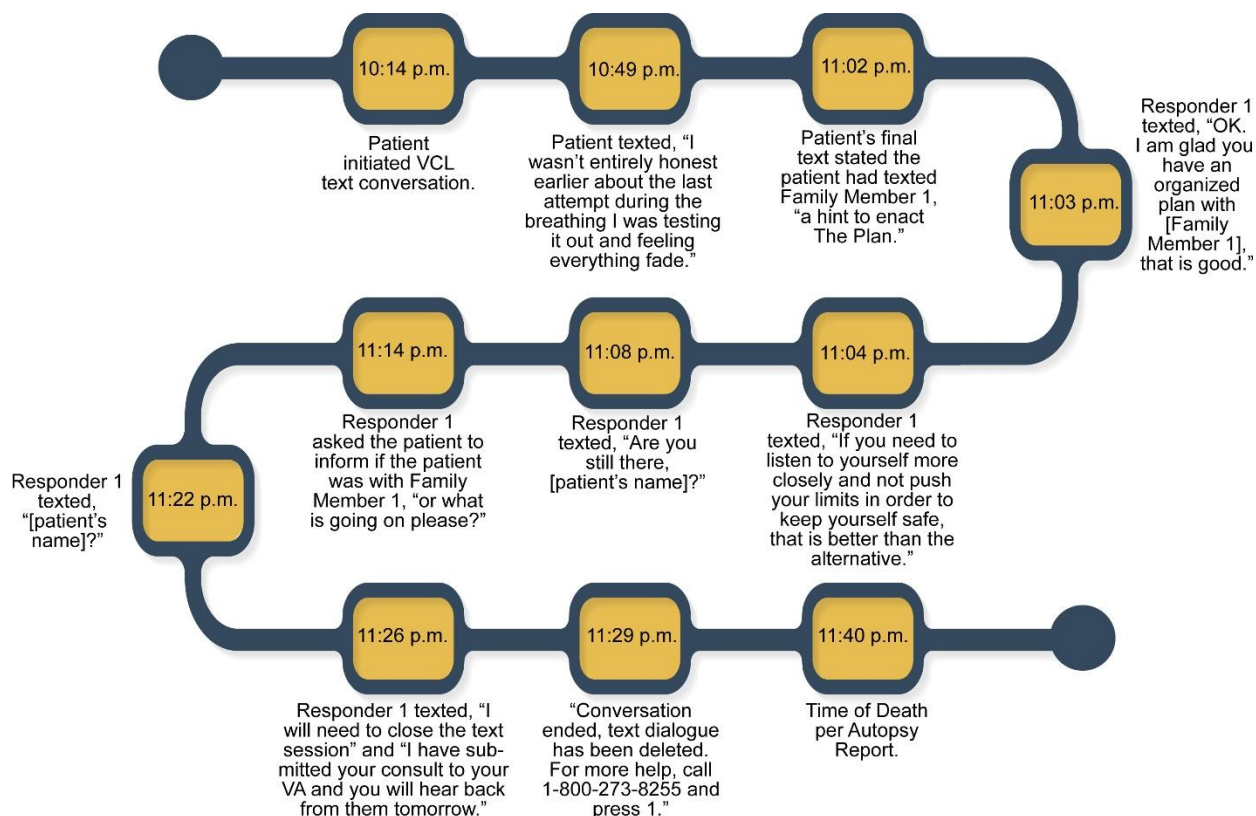 10:14 p.m.
Patient
initiated VCL
text conversation.
10:49 p.m.
Patient texted, “I
wasn’t entirely honest
earlier about the last
attempt during the
breathing I was testing
it out and feeling
everything fade.”
11:02 p.m.
Patient’s final
text stated the
patient had texted
Family Member 1,
“a hint to enact
The Plan.”
11:03 p.m.
Responder 1
texted, “OK.
I am glad you
have an
organized
plan with
[Family
Member 1],
that is good.”
11:04 p.m.
Responder 1
texted, “If you need to
listen to yourself more
closely and not push
your limits in order to
keep yourself safe,
that is better than the
alternative.”
11:08 p.m.
Responder 1
texted, “Are you
still there,
[patient’s name]?”
11:14 p.m.
Responder 1
asked the patient to
inform if the patient
was with Family
Member 1, “or what
is going on please?”
11:22 p.m.
Responder 1
texted,
“[patient’s
name]?”
11:26 p.m.
Responder 1 texted, “I
will need to close the text
session” and “I have sub-
mitted your consult to your
VA and you will hear back
from them tomorrow.”
11:29 p.m.
“Conversation
ended, text dialogue
has been deleted.
For more help, call
1-800-273-8255 and
press 1.”
11:40 p.m.
Time of Death
per Autopsy
Report.